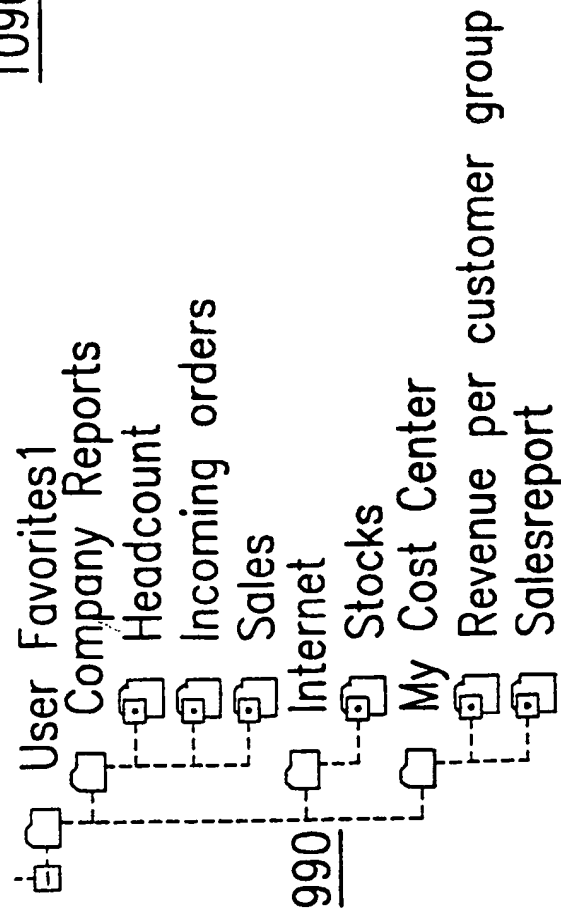 User Favorites1
Company Reports
Headcount
Incoming orders
Sales
Internet
Stocks
My Cost Center
Revenue per customer group
Salesreport
990